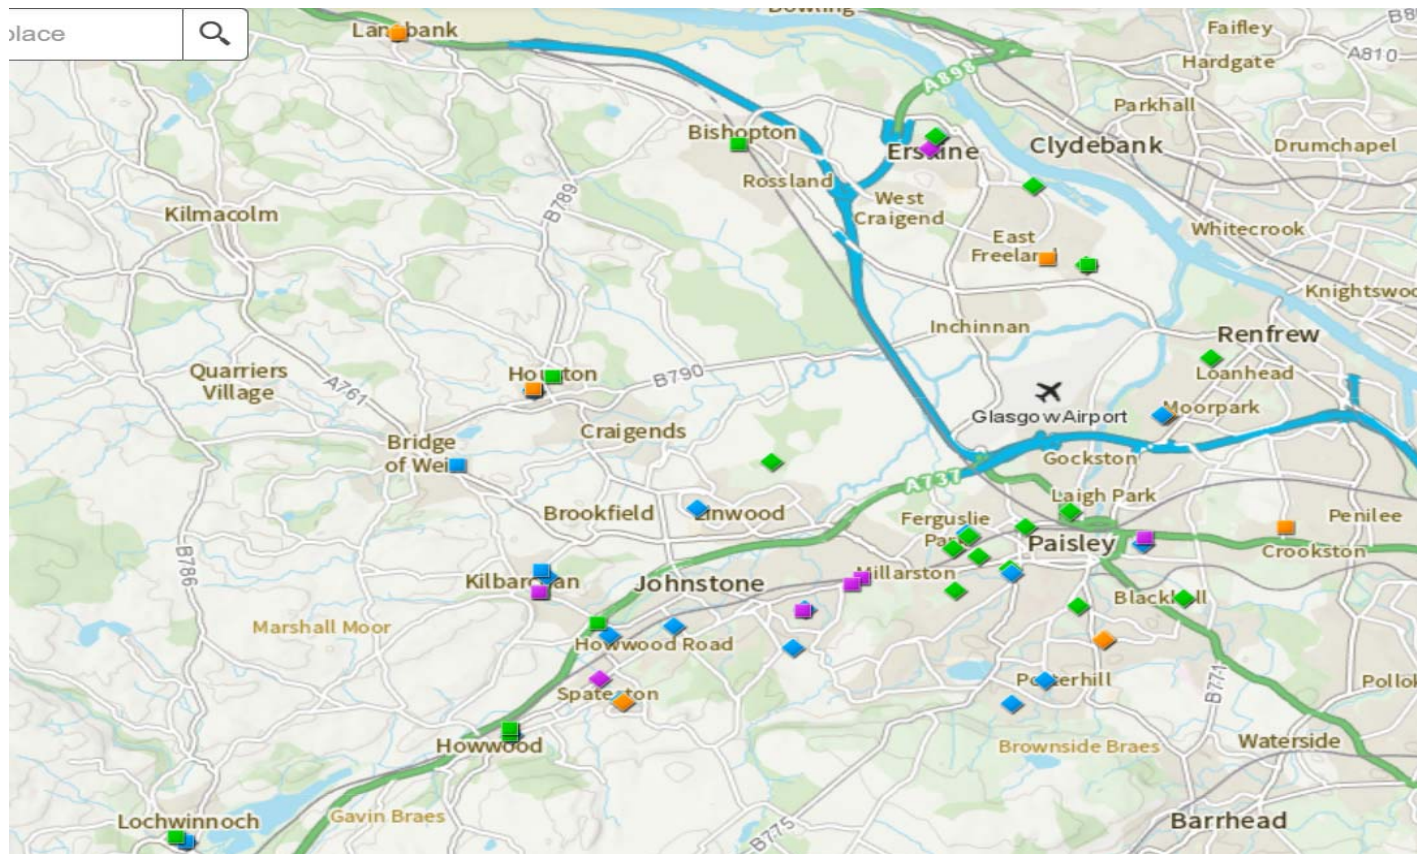 place
Bowling
Langbank
Faifley
A810
Hardgate
A898
Parkhall
Bishopton
Erskine
Clydebank
Drumchapel
Rossland
B789
West
Craigend
Kilmacolm
Whitecrook
East
Freeland
Knightswoo
Inchinnan
Renfrew
Houston
B790
Quarriers
Village
A761
Loanhead
Glasgow Airport
Moorpark
Craigends
Bridge
of Weir
Gockston
A737
Laigh Park
Brookfield
Linwood
Ferguslie
Park
Penilee
Paisley
Crookston
B786
Kilbarchan
Johnstone
Millarston
Blackhall
Marshall Moor
Howwood Road
Spateston
Potterhill
B771
Pollok
Howwood
Brownside Braes
Waterside
Lochwinnoch
Gavin Braes
B775
Barrhead